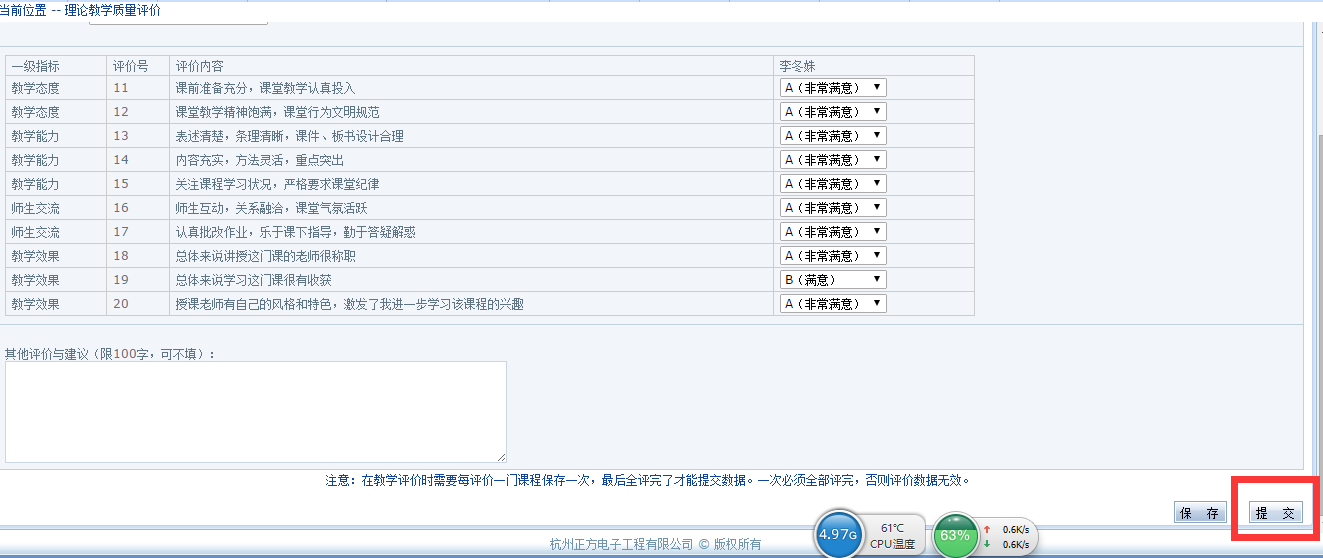 当前位置 -- 理论教学质量评价
一级指标 评价号 评价内容 李冬妹
教学态度 11 课前准备充分，课堂教学认真投入 A（非常满意）
教学态度 12 课堂教学精神饱满，课堂行为文明规范 A（非常满意）
教学能力 13 表述清楚，条理清晰，课件、板书设计合理 A（非常满意）
教学能力 14 内容充实，方法灵活，重点突出 A（非常满意）
教学能力 15 关注课程学习状况，严格要求课堂纪律 A（非常满意）
师生交流 16 师生互动，关系融洽，课堂气氛活跃 A（非常满意）
师生交流 17 认真批改作业，乐于课下指导，勤于答疑解惑 A（非常满意）
教学效果 18 总体来说讲授这门课的老师很称职 A（非常满意）
教学效果 19 总体来说学习这门课很有收获 B（满意）
教学效果 20 授课老师有自己的风格和特色，激发了我进一步学习该课程的兴趣 A（非常满意）
其他评价与建议（限100字，可不填）：
注意：在教学评价时需要每评价一门课程保存一次，最后全评完了才能提交数据。一次必须全部评完，否则评价数据无效。
保 存 提 交
杭州正方电子工程有限公司 © 版权所有
4.97G 61℃ CPU温度
63% 0.6K/s 0.6K/s